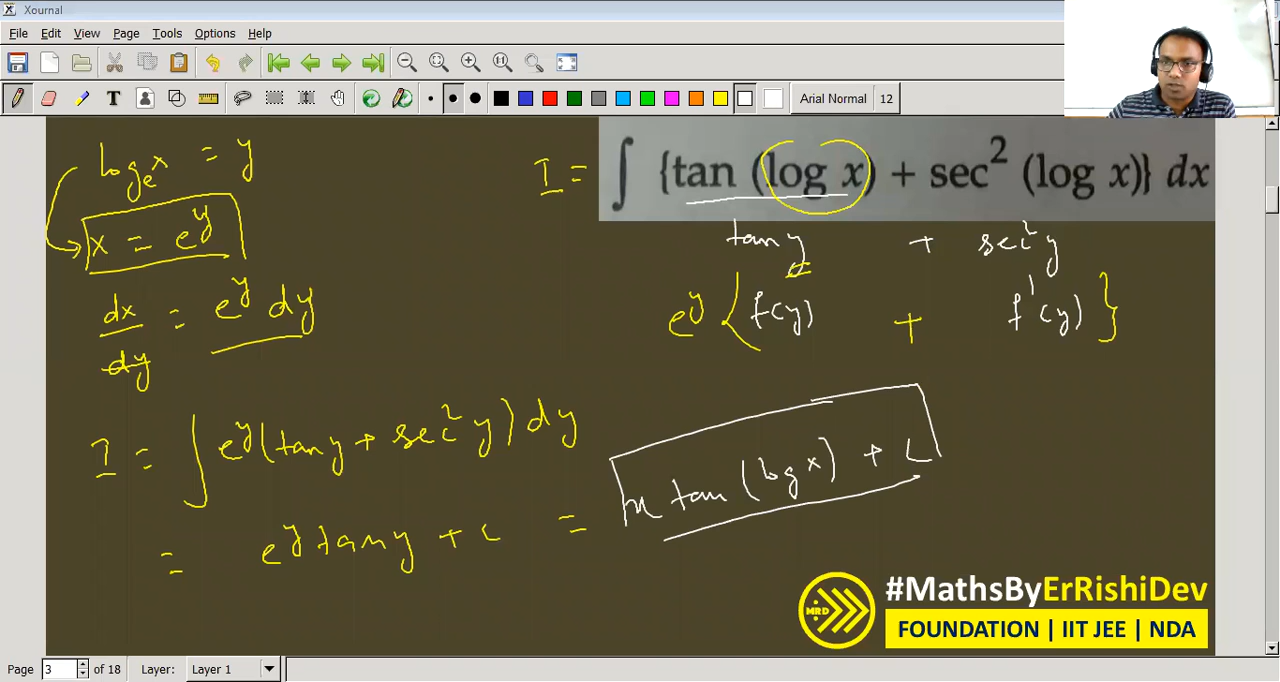 Xournal
File Edit View Page Tools Options Help
Arial Normal 12
log_e x = y
x = e^y
dx/dy = e^y dy
I = ∫ {tan (log x) + sec² (log x)} dx
tan y + sec² y
e^y { f(y) + f'(y) }
I = ∫ e^y (tan y + sec² y) dy
= e^y tan y + c = x tan (log x) + c
MRD
#MathsByErRishiDev
FOUNDATION | IIT JEE | NDA
Page 3 of 18 Layer: Layer 1